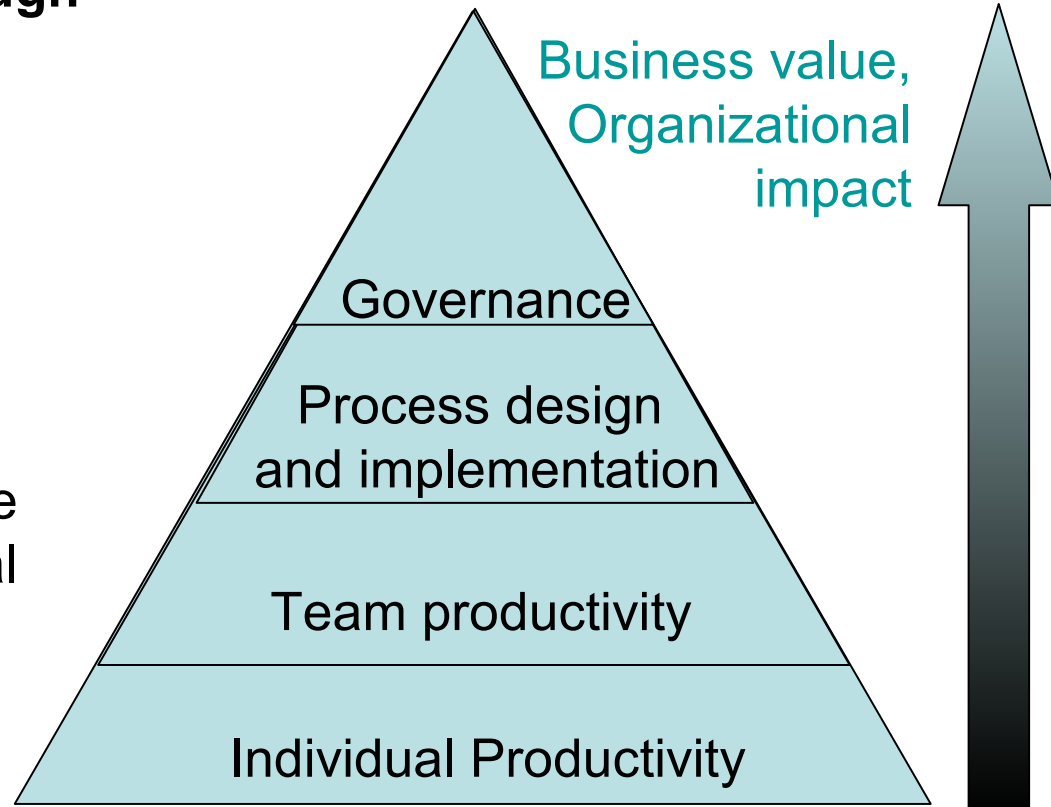 Business value,
Organizational
impact
Governance
Process design
and implementation
Team productivity
Individual Productivity